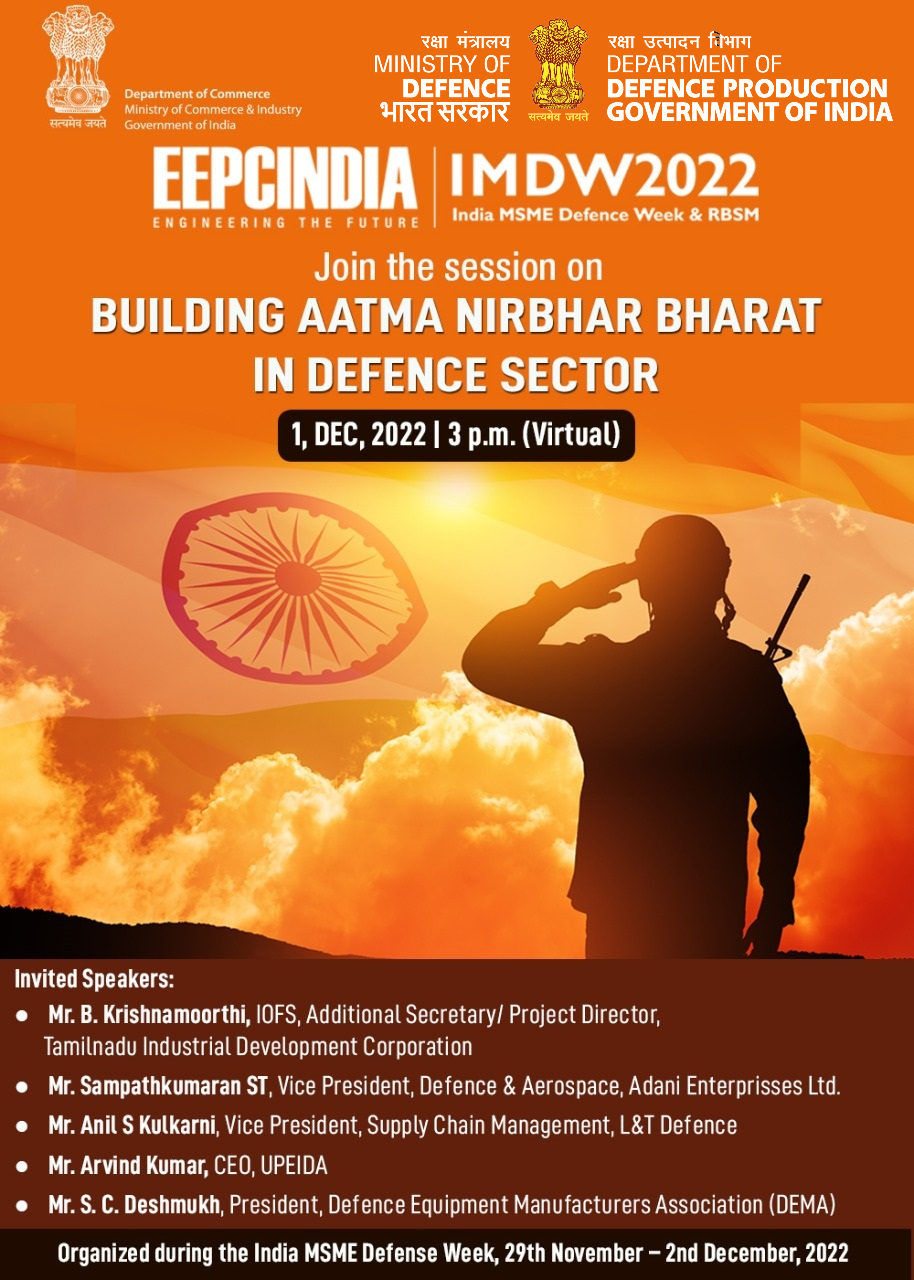 सत्यमेव जयते
Department of Commerce
Ministry of Commerce & Industry
Government of India
रक्षा मंत्रालय
MINISTRY OF
DEFENCE
भारत सरकार
सत्यमेव जयते
रक्षा उत्पादन विभाग
DEPARTMENT OF
DEFENCE PRODUCTION
GOVERNMENT OF INDIA
EEPCINDIA
ENGINEERING THE FUTURE
IMDW2022
India MSME Defence Week & RBSM
Join the session on
BUILDING AATMA NIRBHAR BHARAT
IN DEFENCE SECTOR
1, DEC, 2022 | 3 p.m. (Virtual)
Invited Speakers:
● Mr. B. Krishnamoorthi, IOFS, Additional Secretary/ Project Director,
Tamilnadu Industrial Development Corporation
● Mr. Sampathkumaran ST, Vice President, Defence & Aerospace, Adani Enterprisses Ltd.
● Mr. Anil S Kulkarni, Vice President, Supply Chain Management, L&T Defence
● Mr. Arvind Kumar, CEO, UPEIDA
● Mr. S. C. Deshmukh, President, Defence Equipment Manufacturers Association (DEMA)
Organized during the India MSME Defense Week, 29th November – 2nd December, 2022